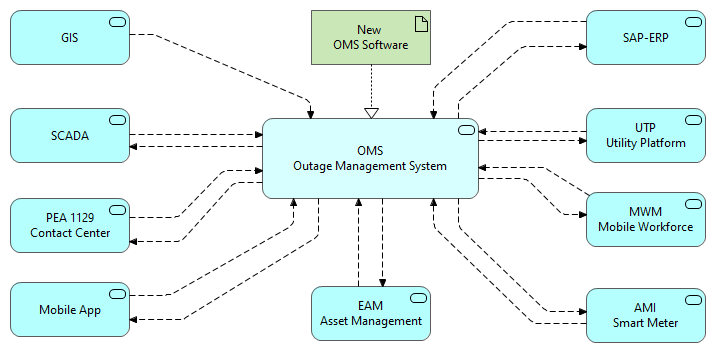 GIS
New
OMS Software
SAP-ERP
SCADA
OMS
Outage Management System
UTP
Utility Platform
PEA 1129
Contact Center
MWM
Mobile Workforce
Mobile App
EAM
Asset Management
AMI
Smart Meter